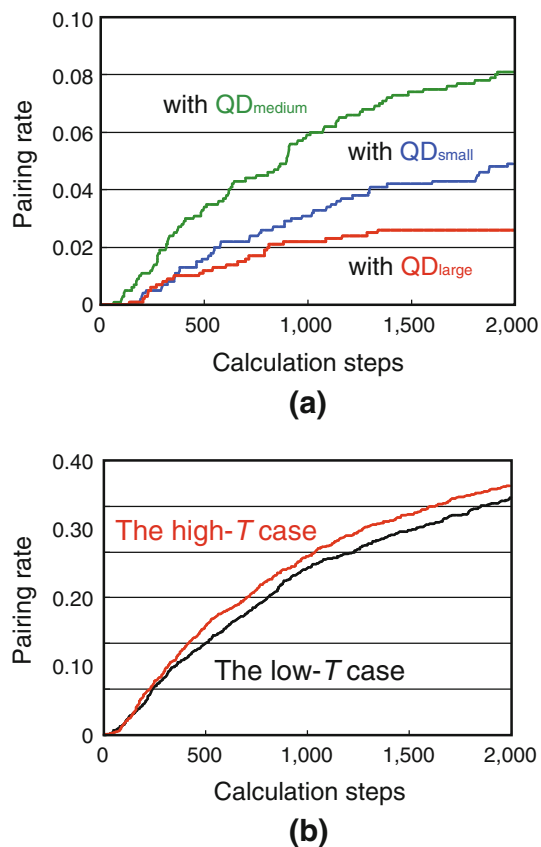 0.10
0.08
0.06
0.04
0.02
0
Pairing rate
with QDmedium
with QDsmall
with QDlarge
0 500 1,000 1,500 2,000
Calculation steps
(a)
0.40
0.30
0.20
0.10
0
Pairing rate
The high-T case
The low-T case
0 500 1,000 1,500 2,000
Calculation steps
(b)